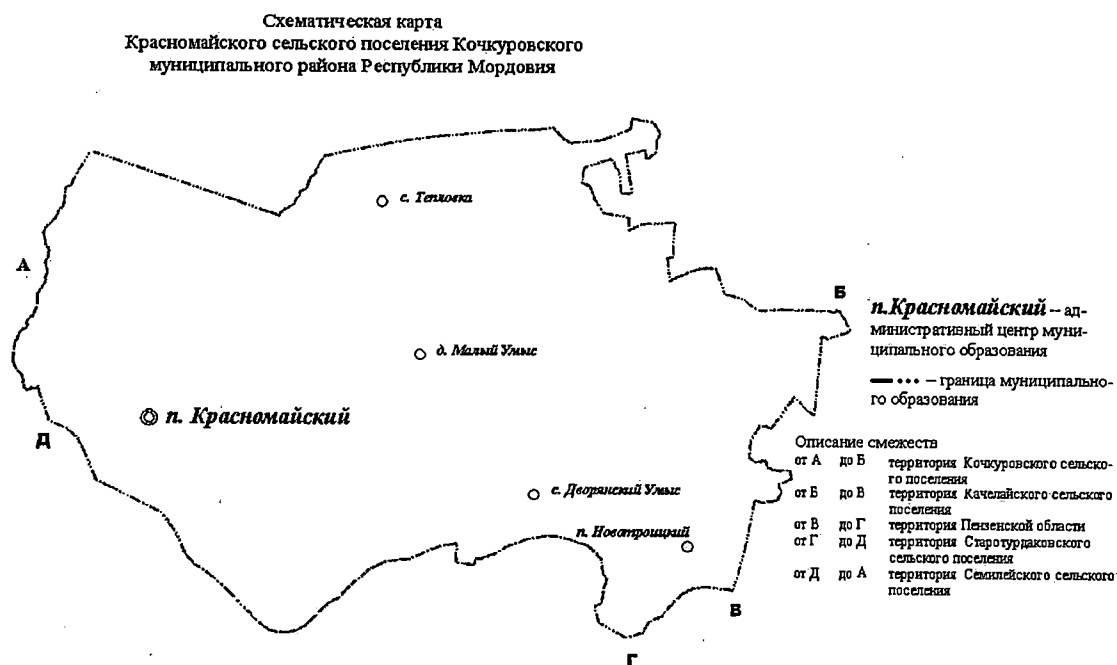 Схематическая карта
Красномайского сельского поселения Кочкуровского
муниципального района Республики Мордовия
с. Тепловка
А
Б
п.Красномайский – ад-
министративный центр муни-
ципального образования
д. Малый Умыс
– граница муниципально-
го образования
п. Красномайский
Д
Описание смежеств
от А до Б территория Кочкуровского сельско-
го поселения
от Б до В территория Качелайского сельского
поселения
от В до Г территория Пензенской области
от Г до Д территория Старотурдаковского
сельского поселения
от Д до А территория Семилейского сельского
поселения
с. Дворянский Умыс
п. Новотроицкий
В
Г